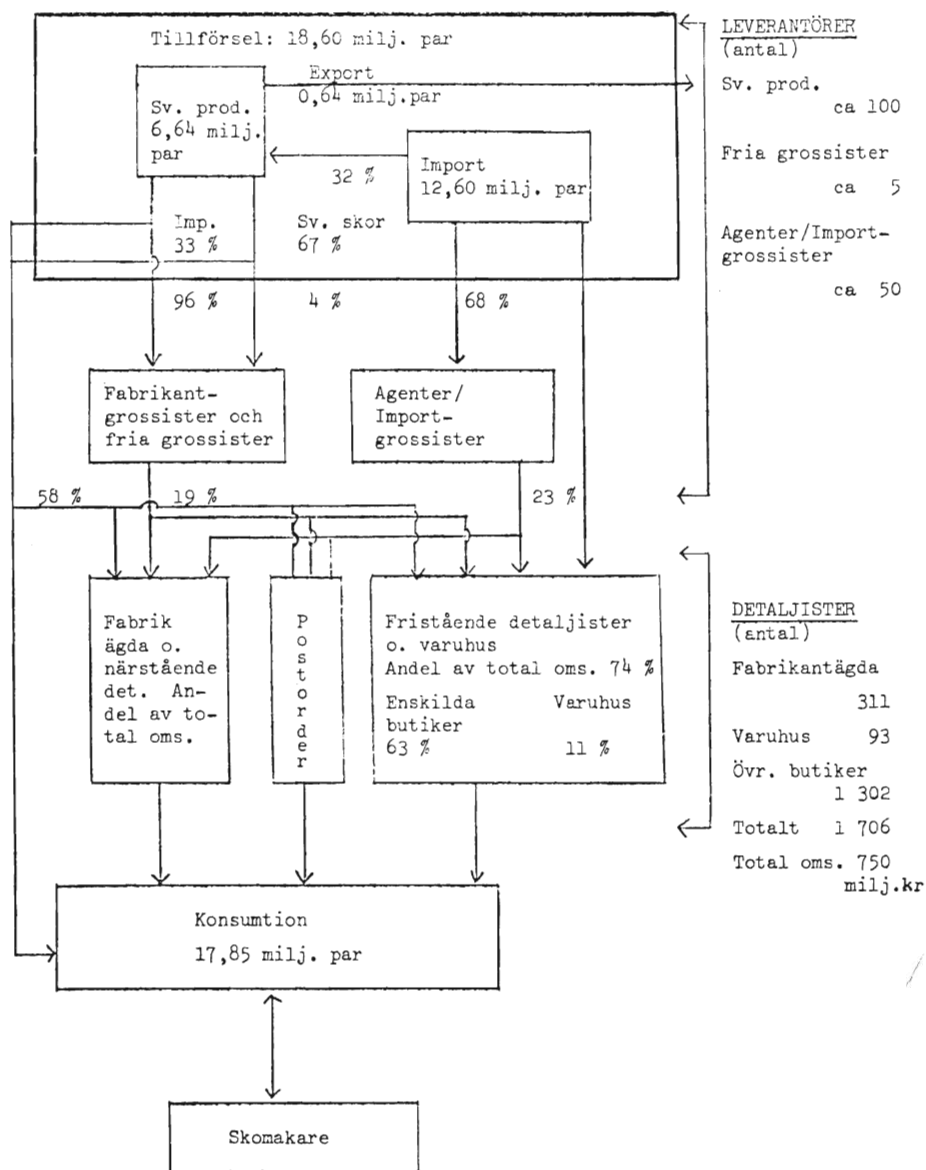 Tillförsel: 18,60 milj. par
Export
0,64 milj.par
Sv. prod.
6,64 milj.
par
Import
12,60 milj. par
32 %
Imp.
33 %
Sv. skor
67 %
96 %
4 %
68 %
LEVERANTÖRER
(antal)
Sv. prod.
ca 100
Fria grossister
ca 5
Agenter/Import-
grossister
ca 50
Fabrikant-
grossister och
fria grossister
Agenter/
Import-
grossister
58 %
19 %
23 %
Fabrik
ägda o.
närstående
det. An-
del av to-
tal oms.
Postorder
Fristående detaljister
o. varuhus
Andel av total oms. 74 %
Enskilda
butiker
63 %
Varuhus
11 %
DETALJISTER
(antal)
Fabrikantägda
311
Varuhus 93
Övr. butiker
1 302
Totalt 1 706
Total oms. 750
milj.kr
Konsumtion
17,85 milj. par
Skomakare